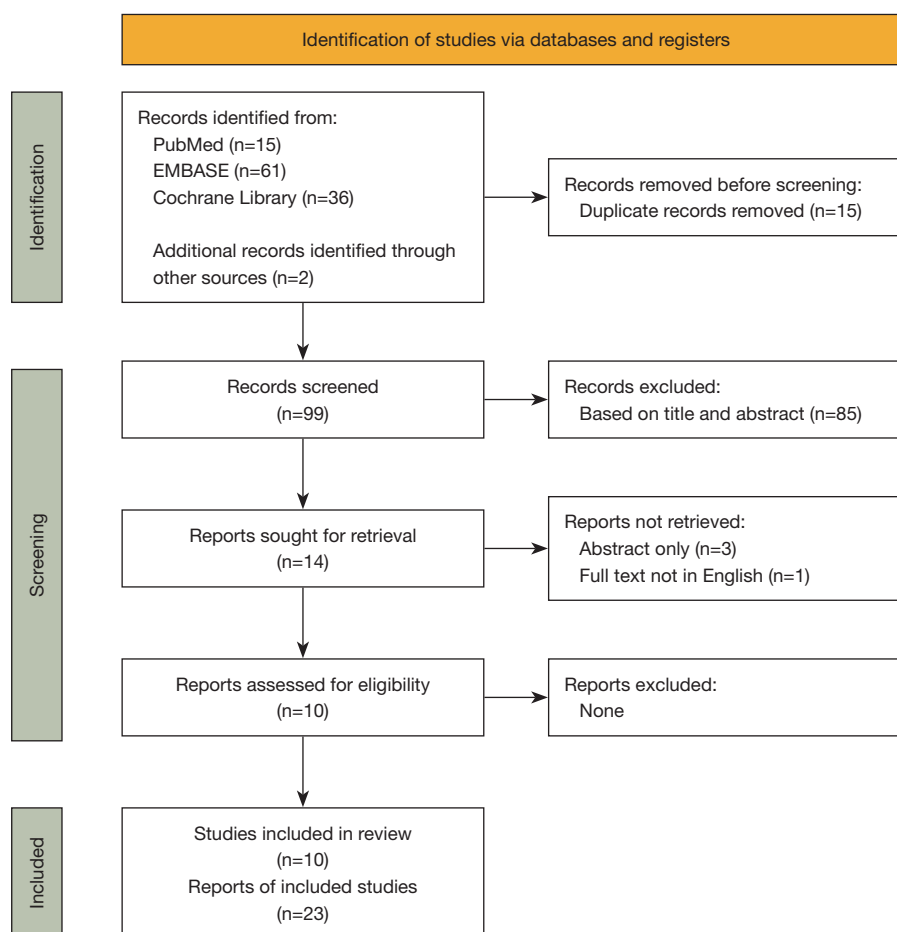 Identification of studies via databases and registers
Identification
Records identified from:
PubMed (n=15)
EMBASE (n=61)
Cochrane Library (n=36)
Additional records identified through
other sources (n=2)
Records removed before screening:
Duplicate records removed (n=15)
Screening
Records screened
(n=99)
Records excluded:
Based on title and abstract (n=85)
Reports sought for retrieval
(n=14)
Reports not retrieved:
Abstract only (n=3)
Full text not in English (n=1)
Reports assessed for eligibility
(n=10)
Reports excluded:
None
Included
Studies included in review
(n=10)
Reports of included studies
(n=23)